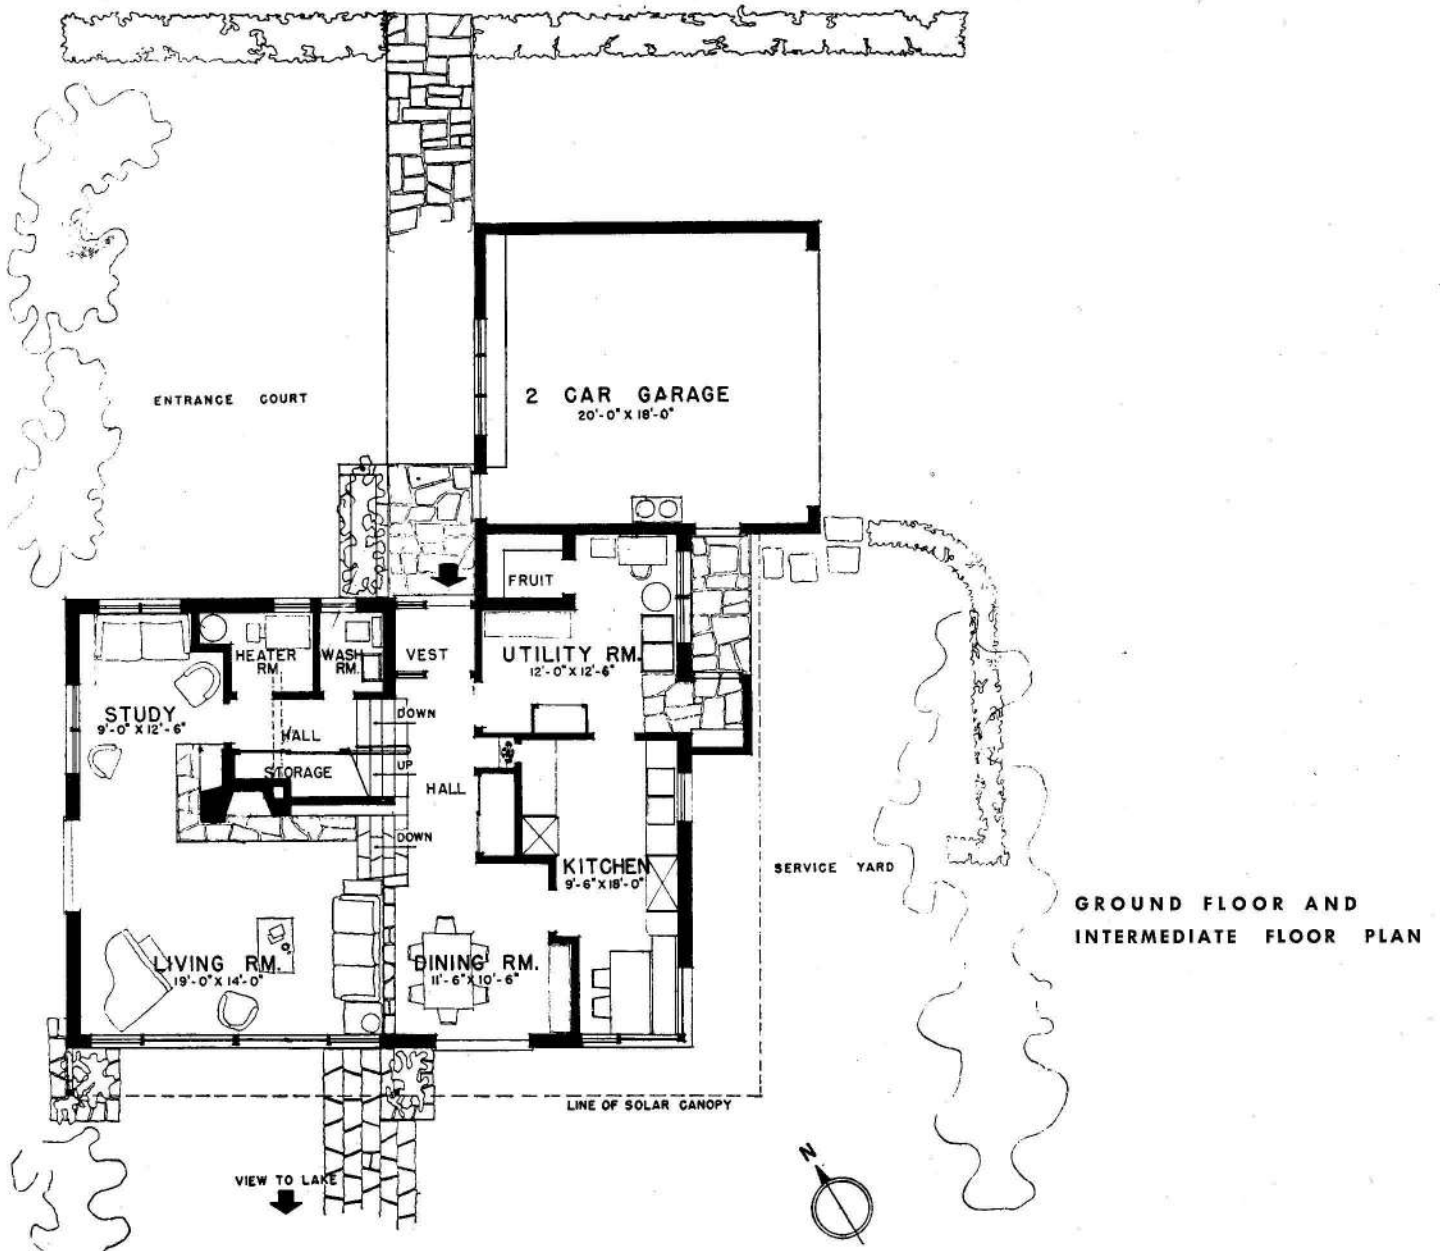 ENTRANCE COURT
2 CAR GARAGE
20'-0" X 18'-0"
FRUIT
HEATER
RM.
WASH
RM.
VEST
UTILITY RM.
12'-0" X 12'-6"
STUDY
9'-0" X 12'-6"
DOWN
HALL
STORAGE
UP
HALL
DOWN
KITCHEN
9'-6" X 18'-0"
SERVICE YARD
GROUND FLOOR AND
INTERMEDIATE FLOOR PLAN
LIVING RM.
19'-0" X 14'-0"
DINING RM.
11'-6" X 10'-6"
LINE OF SOLAR CANOPY
VIEW TO LAKE
N